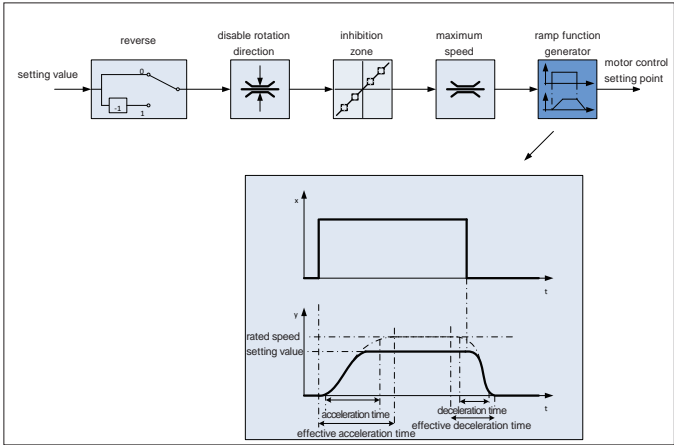 reverse
disable rotation
direction
inhibition
zone
maximum
speed
ramp function
generator
setting value
motor control
setting point
0
-1
1
x
t
y
rated speed
setting value
acceleration time
effective acceleration time
deceleration time
effective deceleration time
t